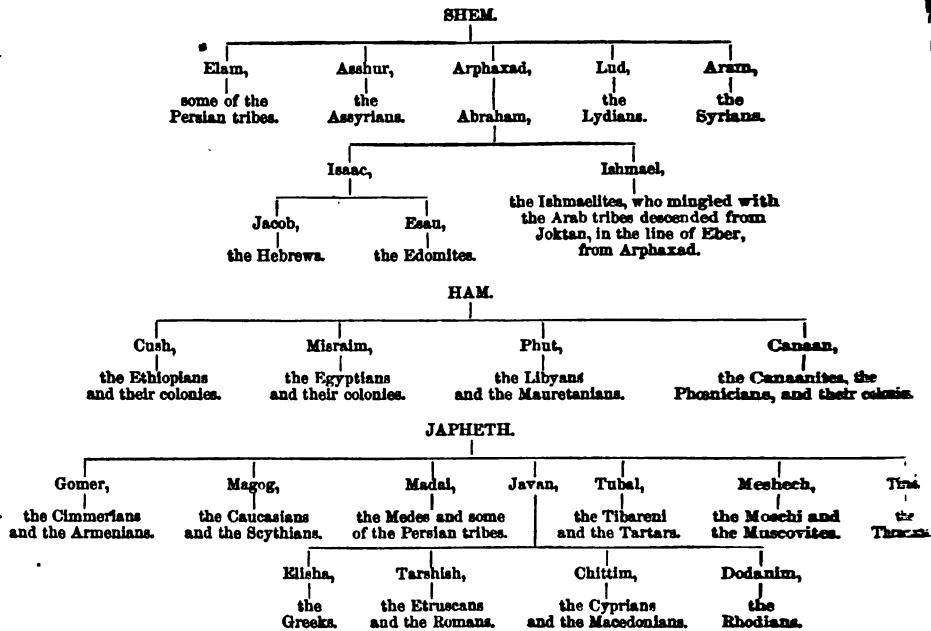 SHEM.
Elam, Asshur, Arphaxad, Lud, Aram,
some of the the the the
Persian tribes. Assyrians. Abraham, Lydians. Syrians.
Isaac, Ishmael,
the Ishmaelites, who mingled with
Jacob, Esau, the Arab tribes descended from
Joktan, in the line of Eber,
the Hebrews. the Edomites. from Arphaxad.
HAM.
Cush, Misraim, Phut, Canaan,
the Ethiopians the Egyptians the Libyans the Canaanites, the
and their colonies. and their colonies. and the Mauretanians. Phœnicians, and their colonies.
JAPHETH.
Gomer, Magog, Madai, Javan, Tubal, Meshech,
the Cimmerians the Caucasians the Medes and some the Tibareni the Moschi and the
and the Armenians. and the Scythians. of the Persian tribes. and the Tartars. the Muscovites.
Elisha, Tarshish, Chittim, Dodanim,
the the Etruscans the Cyprians the
Greeks. and the Romans. and the Macedonians. Rhodians.